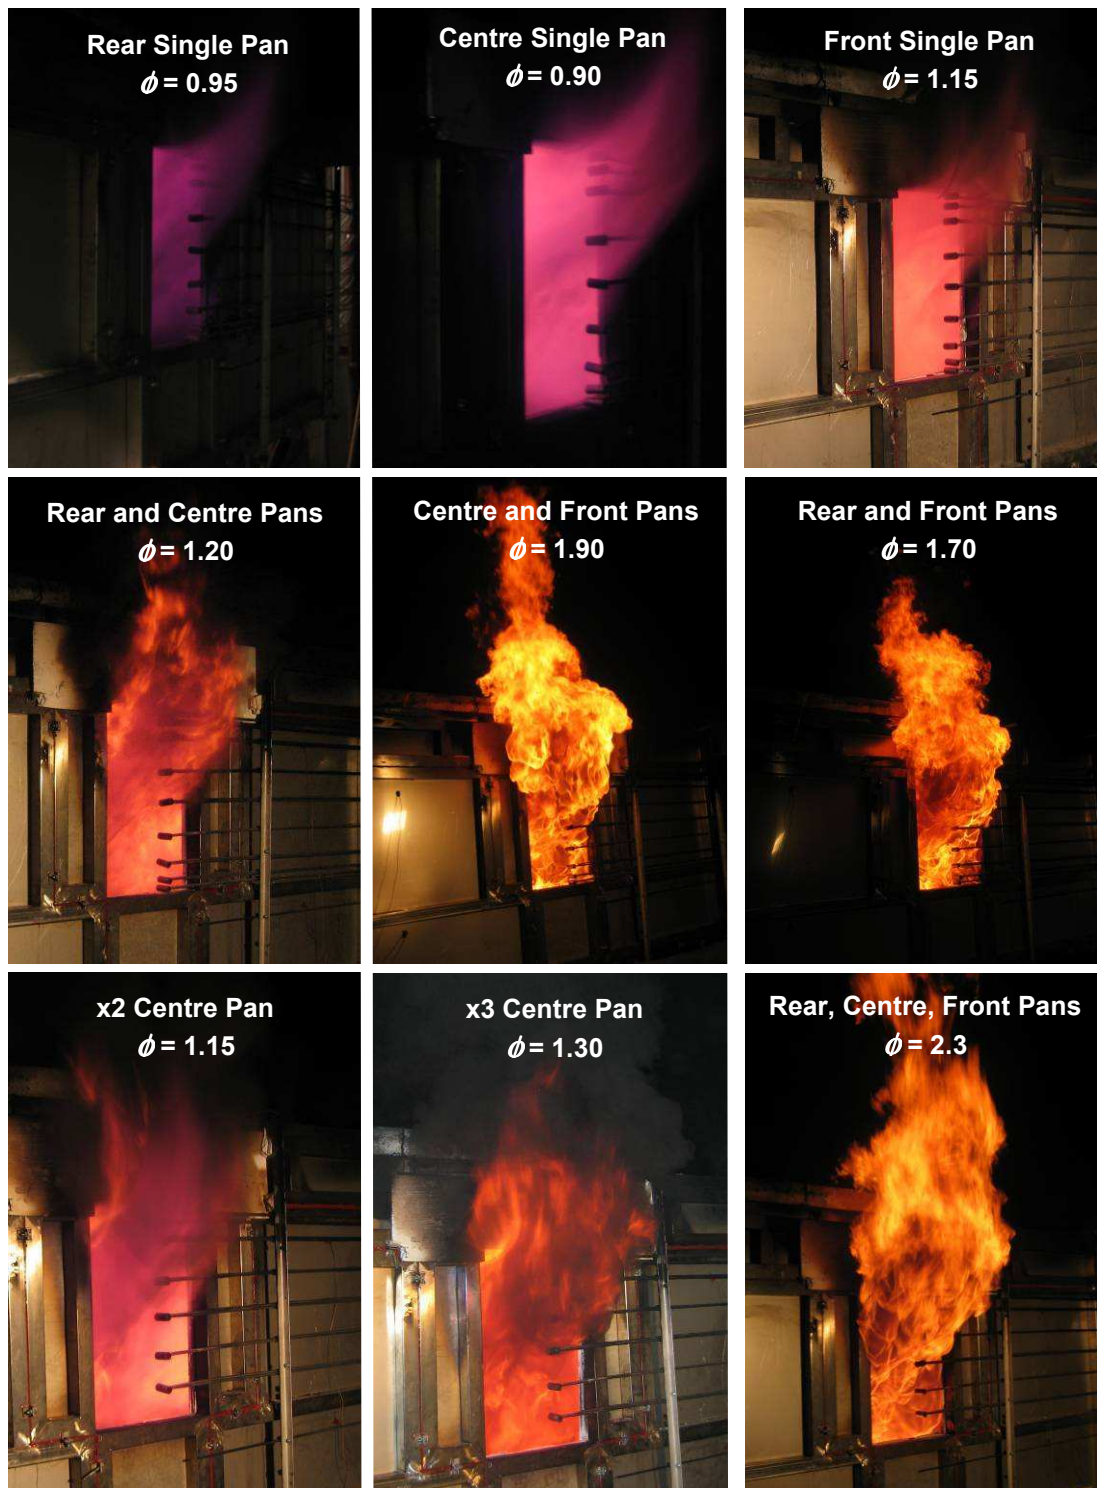 Rear Single Pan
ϕ = 0.95
Centre Single Pan
ϕ = 0.90
Front Single Pan
ϕ = 1.15
Rear and Centre Pans
ϕ = 1.20
Centre and Front Pans
ϕ = 1.90
Rear and Front Pans
ϕ = 1.70
x2 Centre Pan
ϕ = 1.15
x3 Centre Pan
ϕ = 1.30
Rear, Centre, Front Pans
ϕ = 2.3